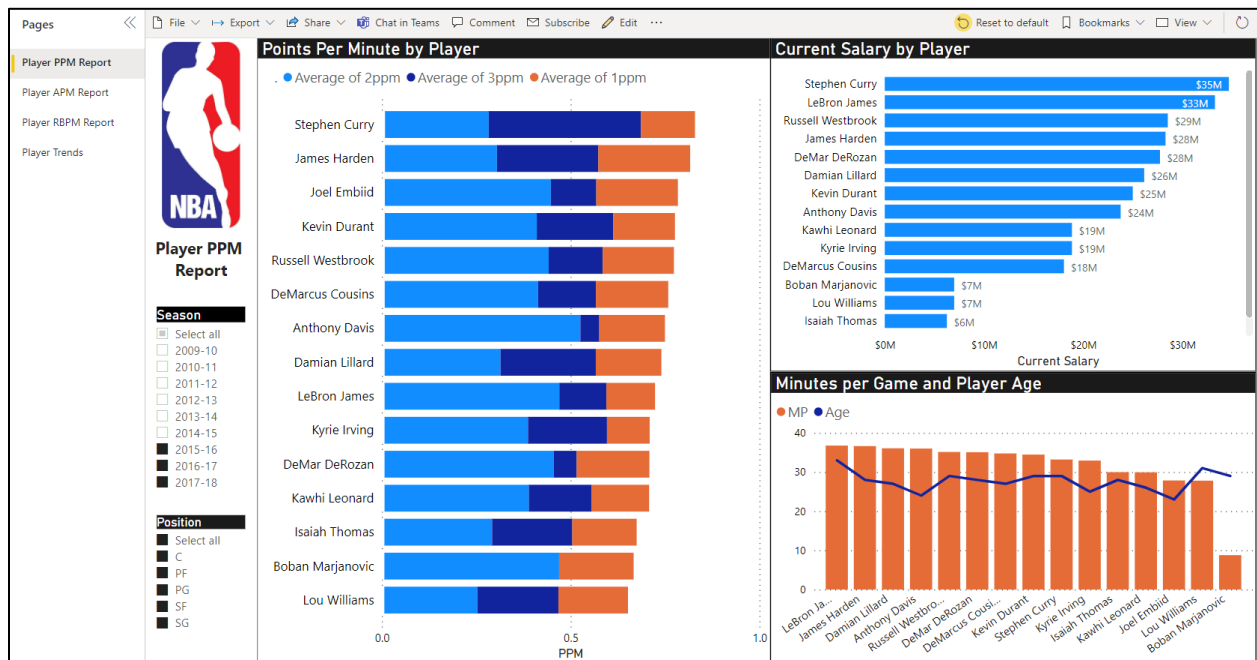 Pages
File
Export
Share
Chat in Teams
Comment
Subscribe
Edit
...
Reset to default
Bookmarks
View
Player PPM Report
Player APM Report
Player RBPM Report
Player Trends
NBA
Player PPM
Report
Season
Select all
2009-10
2010-11
2011-12
2012-13
2013-14
2014-15
2015-16
2016-17
2017-18
Position
Select all
C
PF
PG
SF
SG
Points Per Minute by Player
. Average of 2ppm Average of 3ppm Average of 1ppm
Stephen Curry
James Harden
Joel Embiid
Kevin Durant
Russell Westbrook
DeMarcus Cousins
Anthony Davis
Damian Lillard
LeBron James
Kyrie Irving
DeMar DeRozan
Kawhi Leonard
Isaiah Thomas
Boban Marjanovic
Lou Williams
0.0 0.5 1.0
PPM
Current Salary by Player
Stephen Curry $35M
LeBron James $33M
Russell Westbrook $29M
James Harden $28M
DeMar DeRozan $28M
Damian Lillard $26M
Kevin Durant $25M
Anthony Davis $24M
Kawhi Leonard $19M
Kyrie Irving $19M
DeMarcus Cousins $18M
Boban Marjanovic $7M
Lou Williams $7M
Isaiah Thomas $6M
$0M $10M $20M $30M
Current Salary
Minutes per Game and Player Age
MP Age
40
30
20
10
0
LeBron Ja...
James Harden
Damian Lillard
Anthony Davis
Russell Westbro...
DeMar DeRozan
DeMarcus Cousi...
Kevin Durant
Stephen Curry
Kyrie Irving
Isaiah Thomas
Kawhi Leonard
Joel Embiid
Lou Williams
Boban Marjanovic